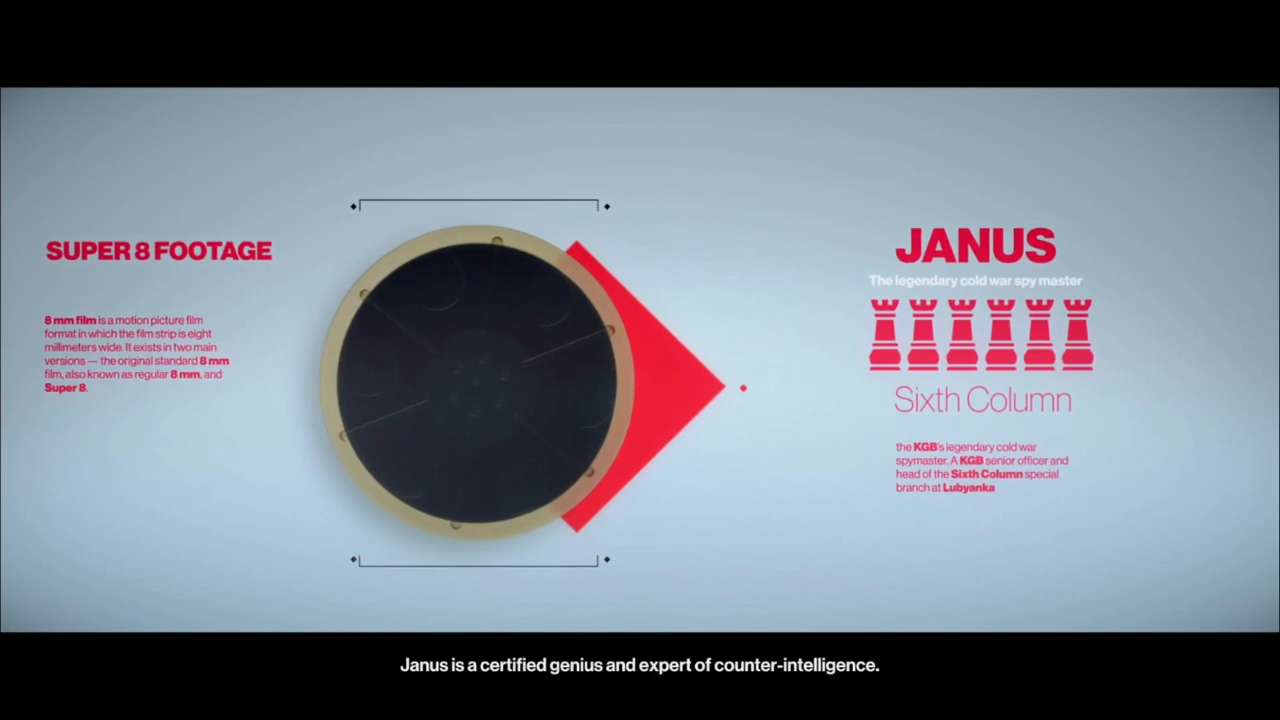 SUPER 8 FOOTAGE
8 mm film is a motion picture film
format in which the film strip is eight
millimeters wide. It exists in two main
versions — the original standard 8 mm
film, also known as regular 8 mm, and
Super 8.
JANUS
The legendary cold war spy master
Sixth Column
the KGB's legendary cold war
spymaster. A KGB senior officer and
head of the Sixth Column special
branch at Lubyanka
Janus is a certified genius and expert of counter-intelligence.